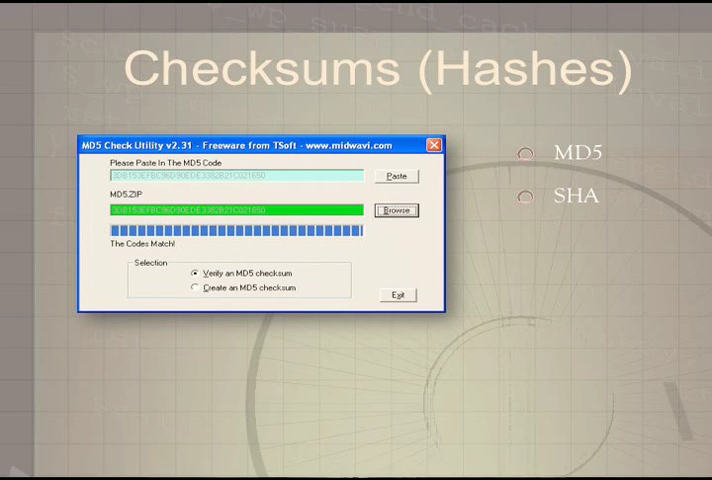 Checksums (Hashes)
MD5 Check Utility v2.31 - Freeware from TSoft - www.midwavi.com
Please Paste In The MD5 Code
Paste
MD5.ZIP
Browse
The Codes Match!
Selection
Verify an MD5 checksum
Create an MD5 checksum
Exit
MD5
SHA